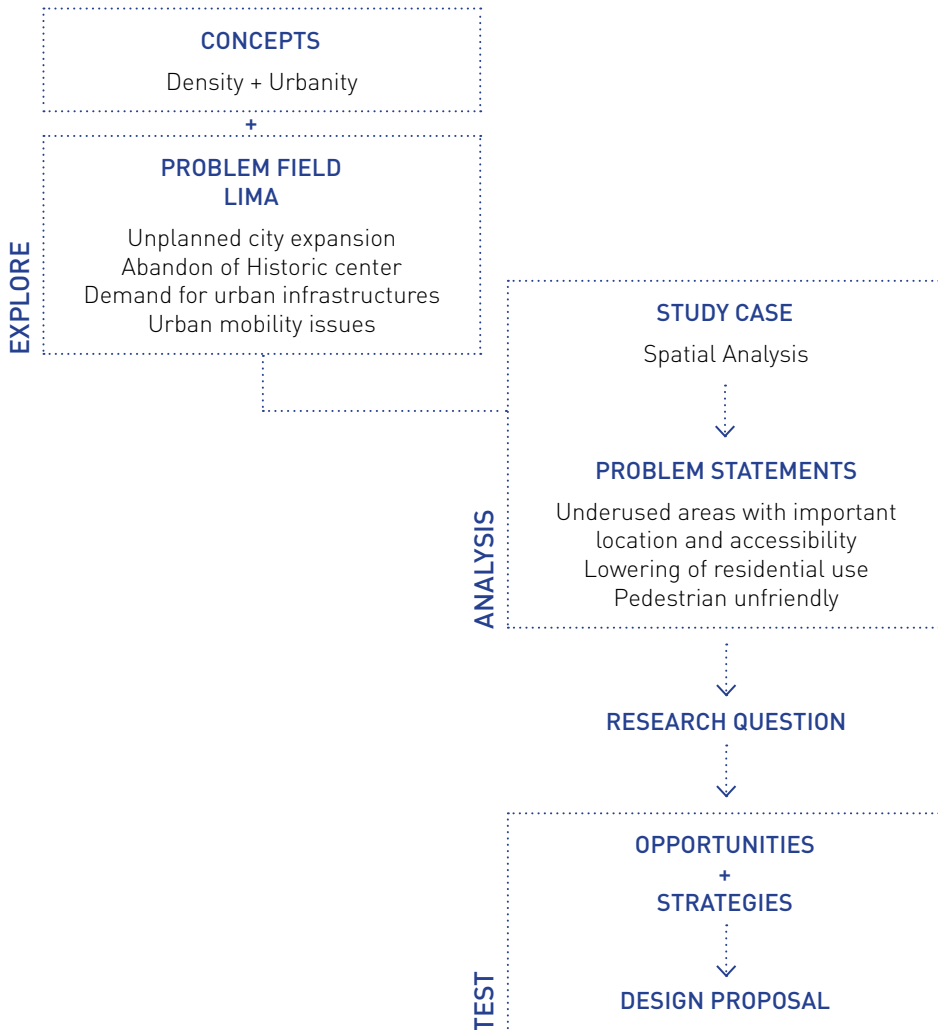 CONCEPTS
Density + Urbanity
+
PROBLEM FIELD
LIMA
Unplanned city expansion
Abandon of Historic center
Demand for urban infrastructures
Urban mobility issues
EXPLORE
STUDY CASE
Spatial Analysis
PROBLEM STATEMENTS
Underused areas with important
location and accessibility
Lowering of residential use
Pedestrian unfriendly
ANALYSIS
RESEARCH QUESTION
OPPORTUNITIES
+
STRATEGIES
DESIGN PROPOSAL
TEST